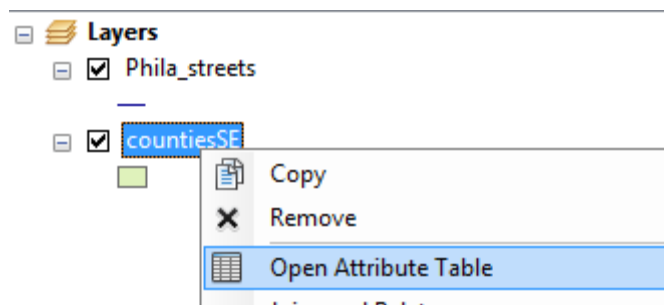 Layers
Phila_streets
countiesSE
Copy
Remove
Open Attribute Table